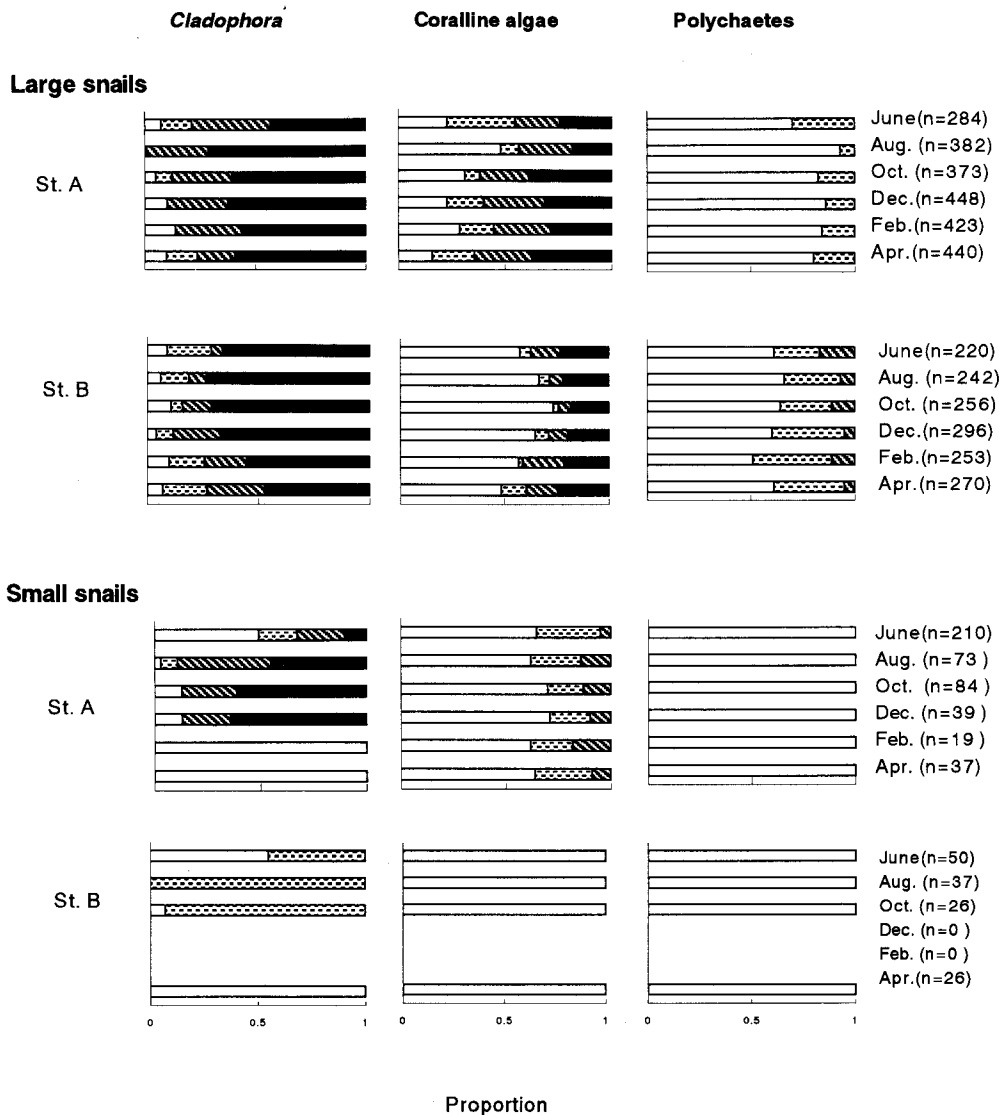 Cladophora Coralline algae Polychaetes
Large snails
St. A
June(n=284)
Aug. (n=382)
Oct. (n=373)
Dec. (n=448)
Feb.(n=423)
Apr.(n=440)
St. B
June(n=220)
Aug. (n=242)
Oct. (n=256)
Dec.(n=296)
Feb.(n=253)
Apr.(n=270)
Small snails
St. A
June(n=210)
Aug. (n=73)
Oct. (n=84)
Dec. (n=39 )
Feb. (n=19 )
Apr. (n=37)
St. B
June(n=50)
Aug. (n=37)
Oct. (n=26)
Dec. (n=0 )
Feb. (n=0 )
Apr.(n=26)
0 0.5 1 0 0.5 1 0 0.5 1
Proportion